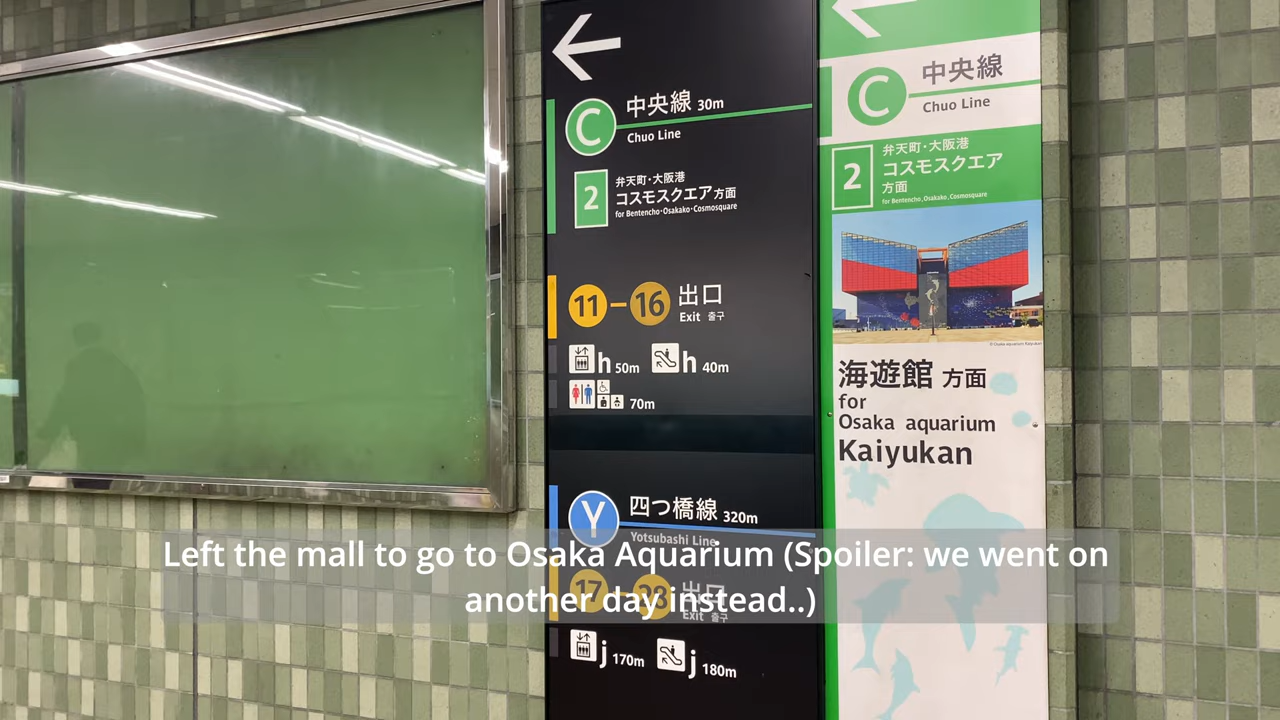 C 中央線 30m
Chuo Line
2 弁天町・大阪港
コスモスクエア方面
for Bentencho・Osakako・Cosmosquare
11-16 出口
Exit 출구
h 50m h 40m
70m
Y 四つ橋線 320m
Yotsubashi Line
17-23 出口
Exit 출구
j 170m j 180m
C 中央線
Chuo Line
2 弁天町・大阪港
コスモスクエア
方面
for Bentencho, Osakako, Cosmosquare
海遊館 方面
for
Osaka aquarium
Kaiyukan
Left the mall to go to Osaka Aquarium (Spoiler: we went on
another day instead..)